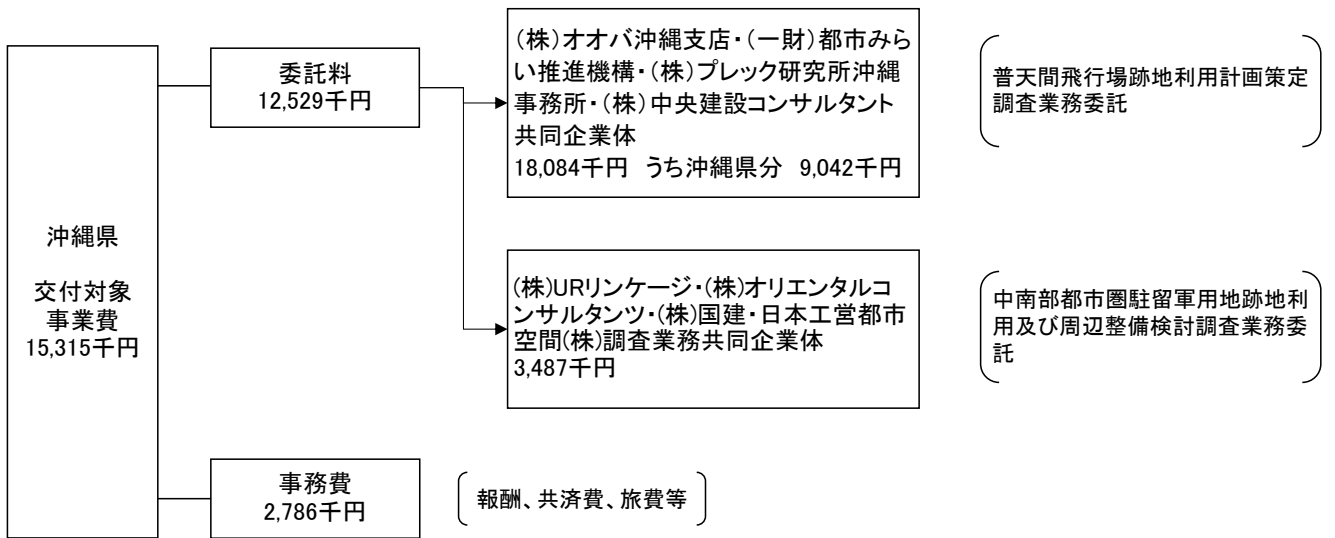 沖縄県
交付対象
事業費
15,315千円
委託料
12,529千円
(株)オオバ沖縄支店・(一財)都市みら
い推進機構・(株)プレック研究所沖縄
事務所・(株)中央建設コンサルタント
共同企業体
18,084千円 うち沖縄県分 9,042千円
普天間飛行場跡地利用計画策定
調査業務委託
(株)URリンケージ・(株)オリエンタルコ
ンサルタンツ・(株)国建・日本工営都市
空間(株)調査業務共同企業体
3,487千円
中南部都市圏駐留軍用地跡地利
用及び周辺整備検討調査業務委
託
事務費
2,786千円
報酬、共済費、旅費等